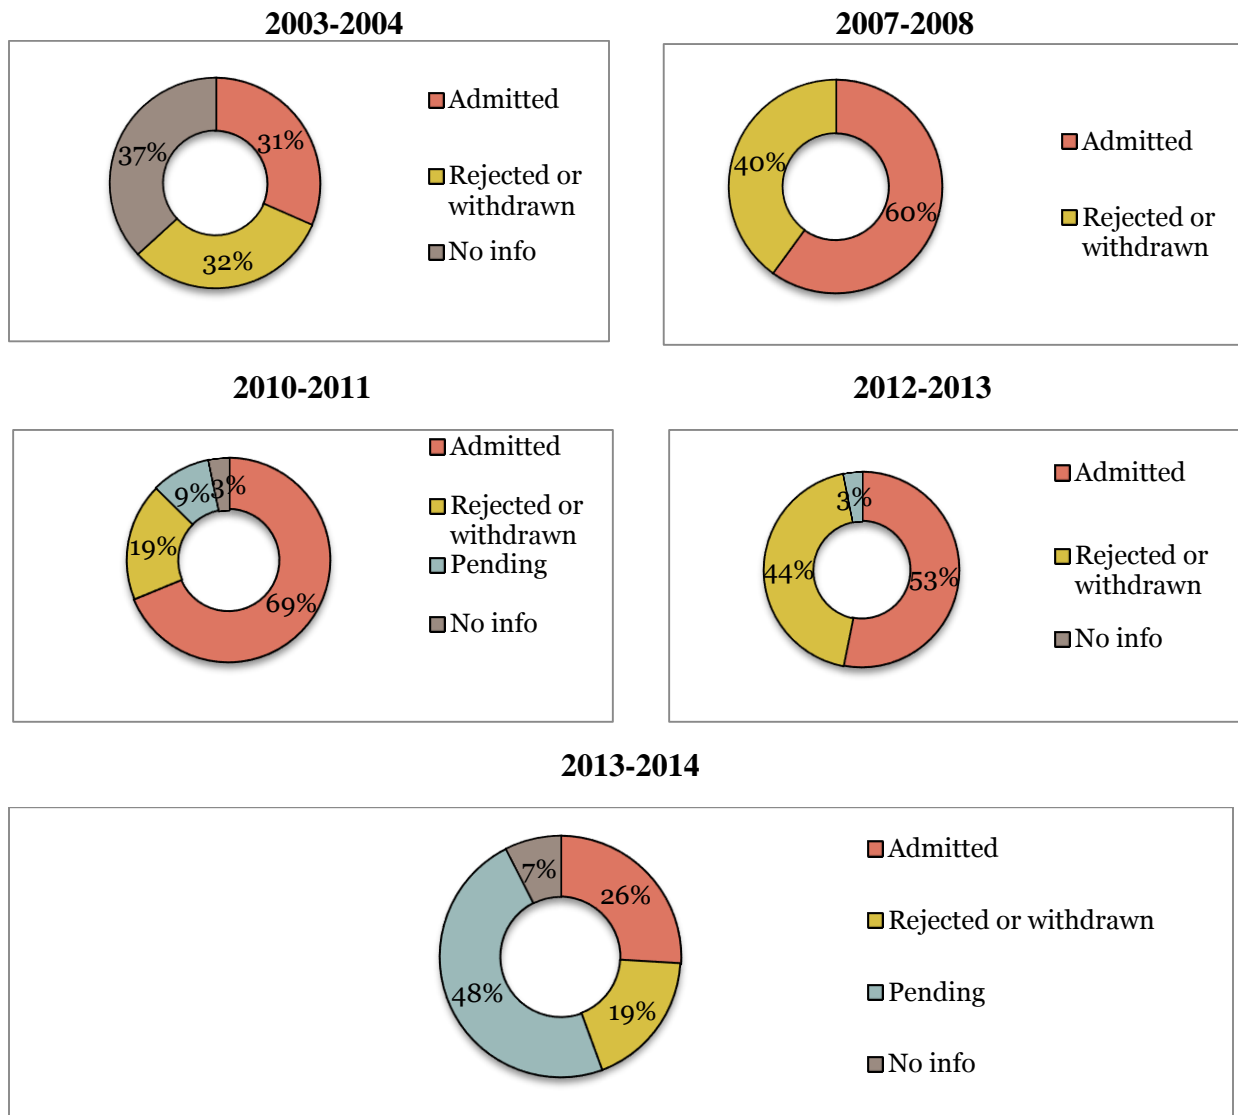 2003-2004
37%
31%
32%
Admitted
Rejected or
withdrawn
No info
2007-2008
40%
60%
Admitted
Rejected or
withdrawn
2010-2011
9%
3%
19%
69%
Admitted
Rejected or
withdrawn
Pending
No info
2012-2013
3%
44%
53%
Admitted
Rejected or
withdrawn
No info
2013-2014
7%
26%
48%
19%
Admitted
Rejected or withdrawn
Pending
No info